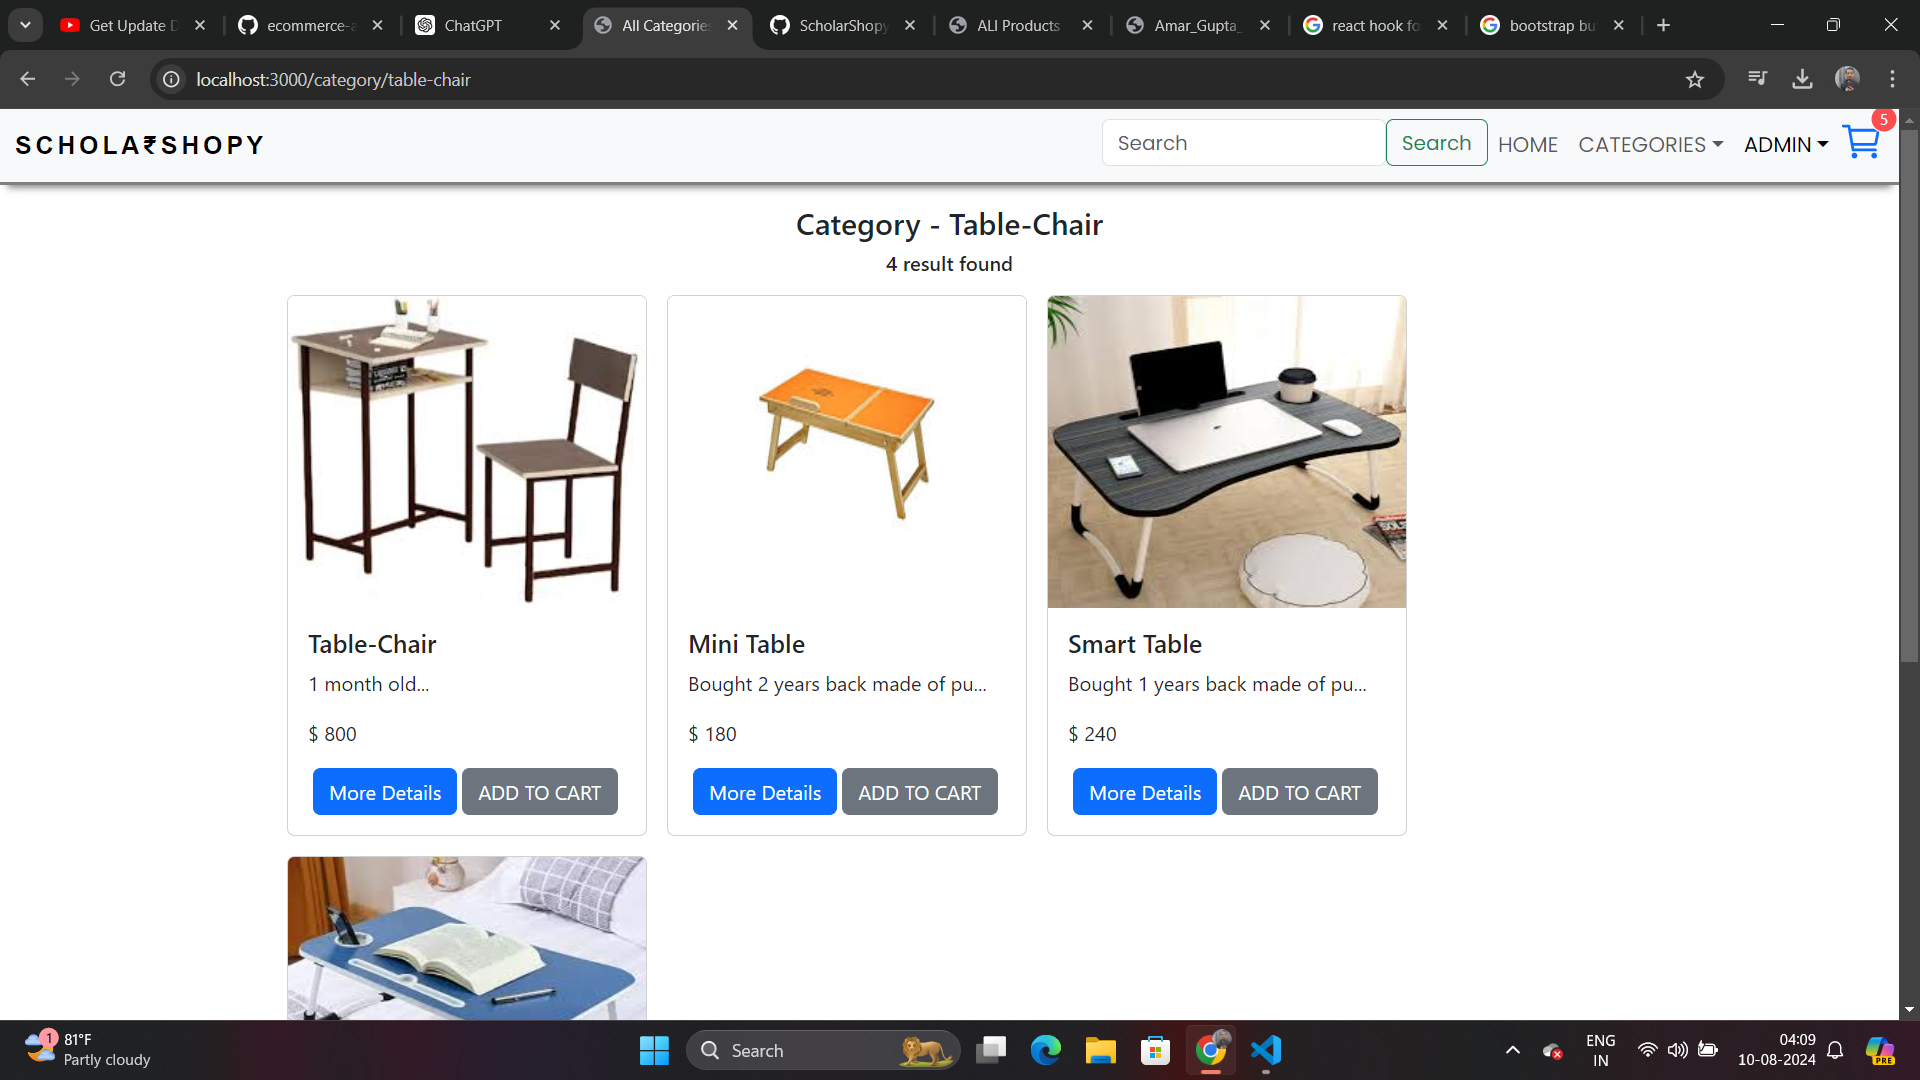 Get Update D
ecommerce-a
ChatGPT
All Categories
ScholarShopy
ALl Products
Amar_Gupta_
react hook fo
bootstrap bu
localhost:3000/category/table-chair
SCHOLA₹SHOPY
Search
Search
HOME
CATEGORIES
ADMIN
5
Category - Table-Chair
4 result found
Table-Chair
1 month old...
$ 800
More Details
ADD TO CART
Mini Table
Bought 2 years back made of pu...
$ 180
More Details
ADD TO CART
Smart Table
Bought 1 years back made of pu...
$ 240
More Details
ADD TO CART
1
81°F
Partly cloudy
Search
PRE
ENG
IN
04:09
10-08-2024